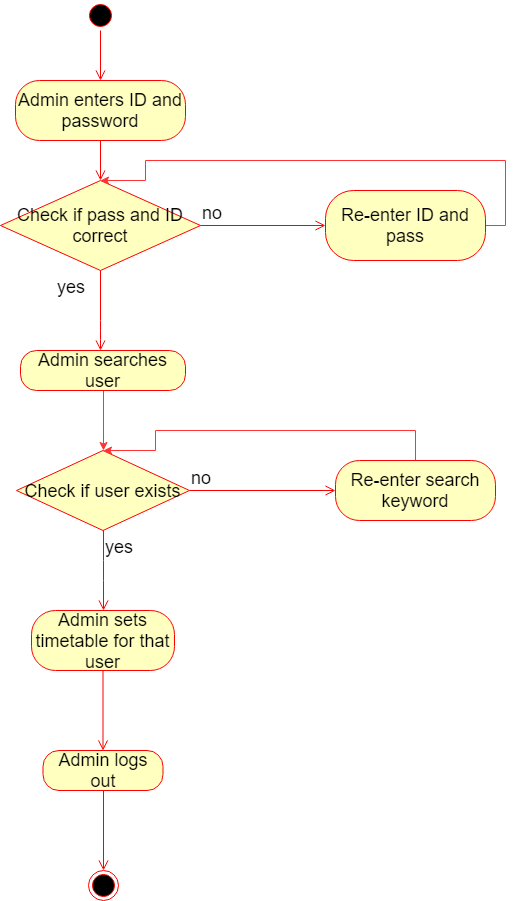 Admin enters ID and
password
Check if pass and ID
correct
no
Re-enter ID and
pass
yes
Admin searches
user
Check if user exists
no
Re-enter search
keyword
yes
Admin sets
timetable for that
user
Admin logs
out